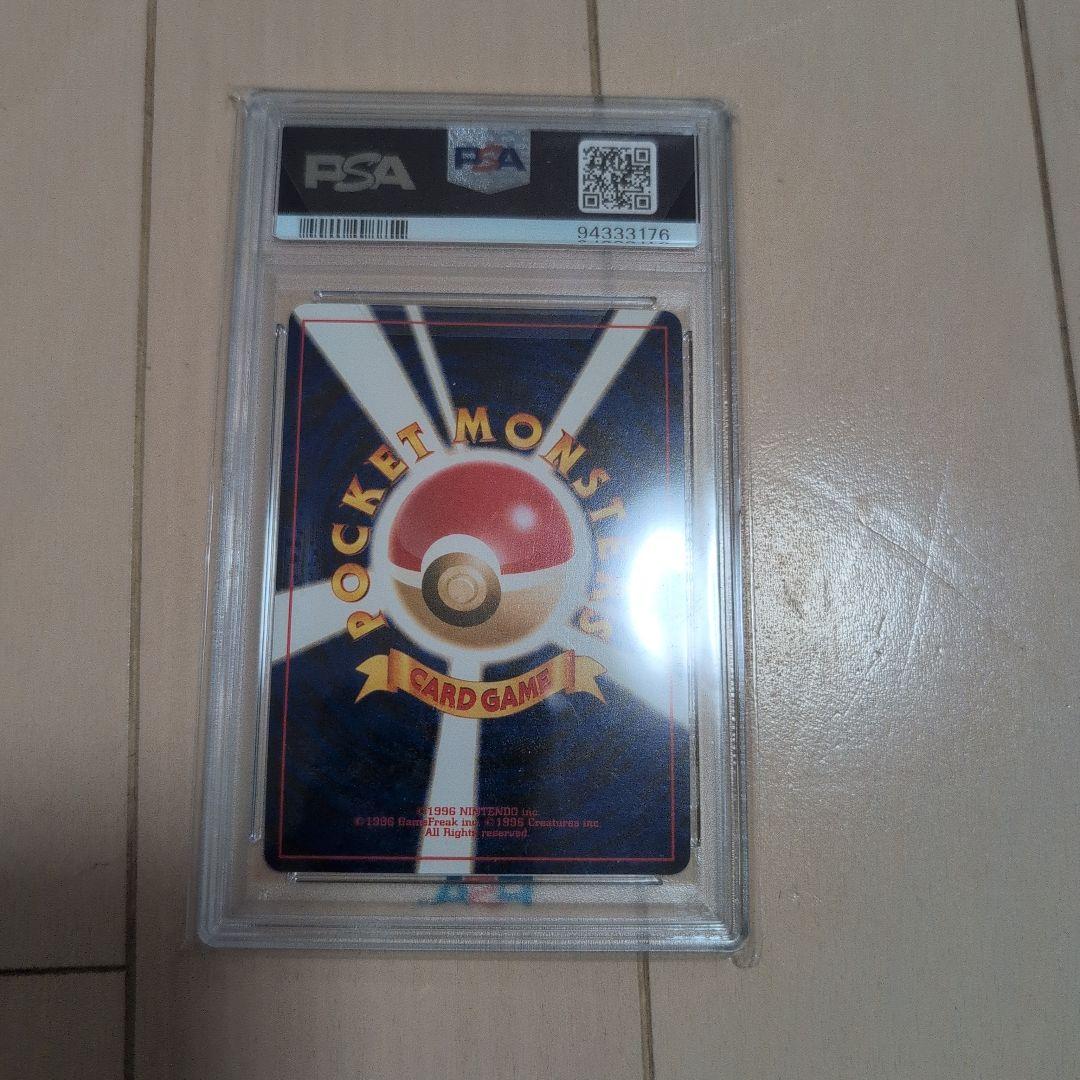 PSA
PSA
94333176
POCKET MONSTERS
CARD GAME
©1996 NINTENDO inc.
©1996 GameFreak inc. ©1996 Creatures inc.
All Rights reserved.
PSA